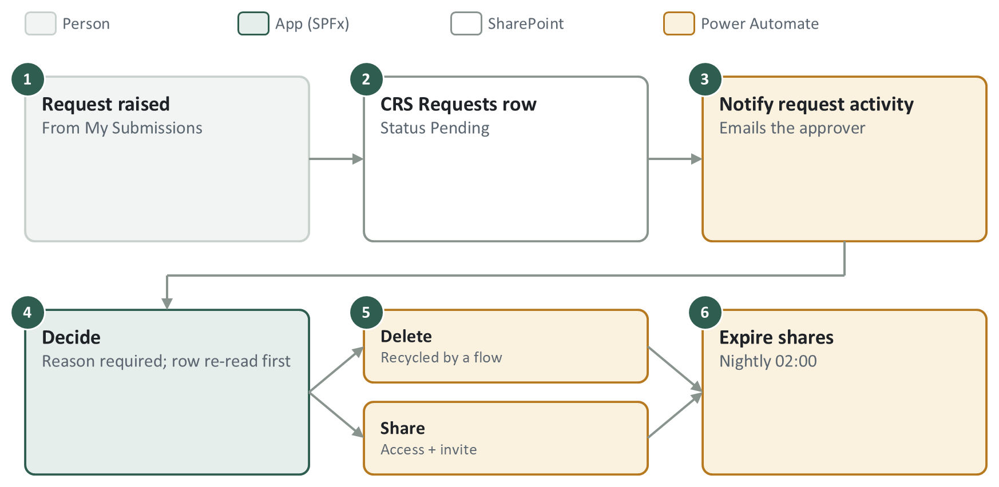 Person
App (SPFx)
SharePoint
Power Automate
1
Request raised
From My Submissions
2
CRS Requests row
Status Pending
3
Notify request activity
Emails the approver
4
Decide
Reason required; row re-read first
5
Delete
Recycled by a flow
Share
Access + invite
6
Expire shares
Nightly 02:00